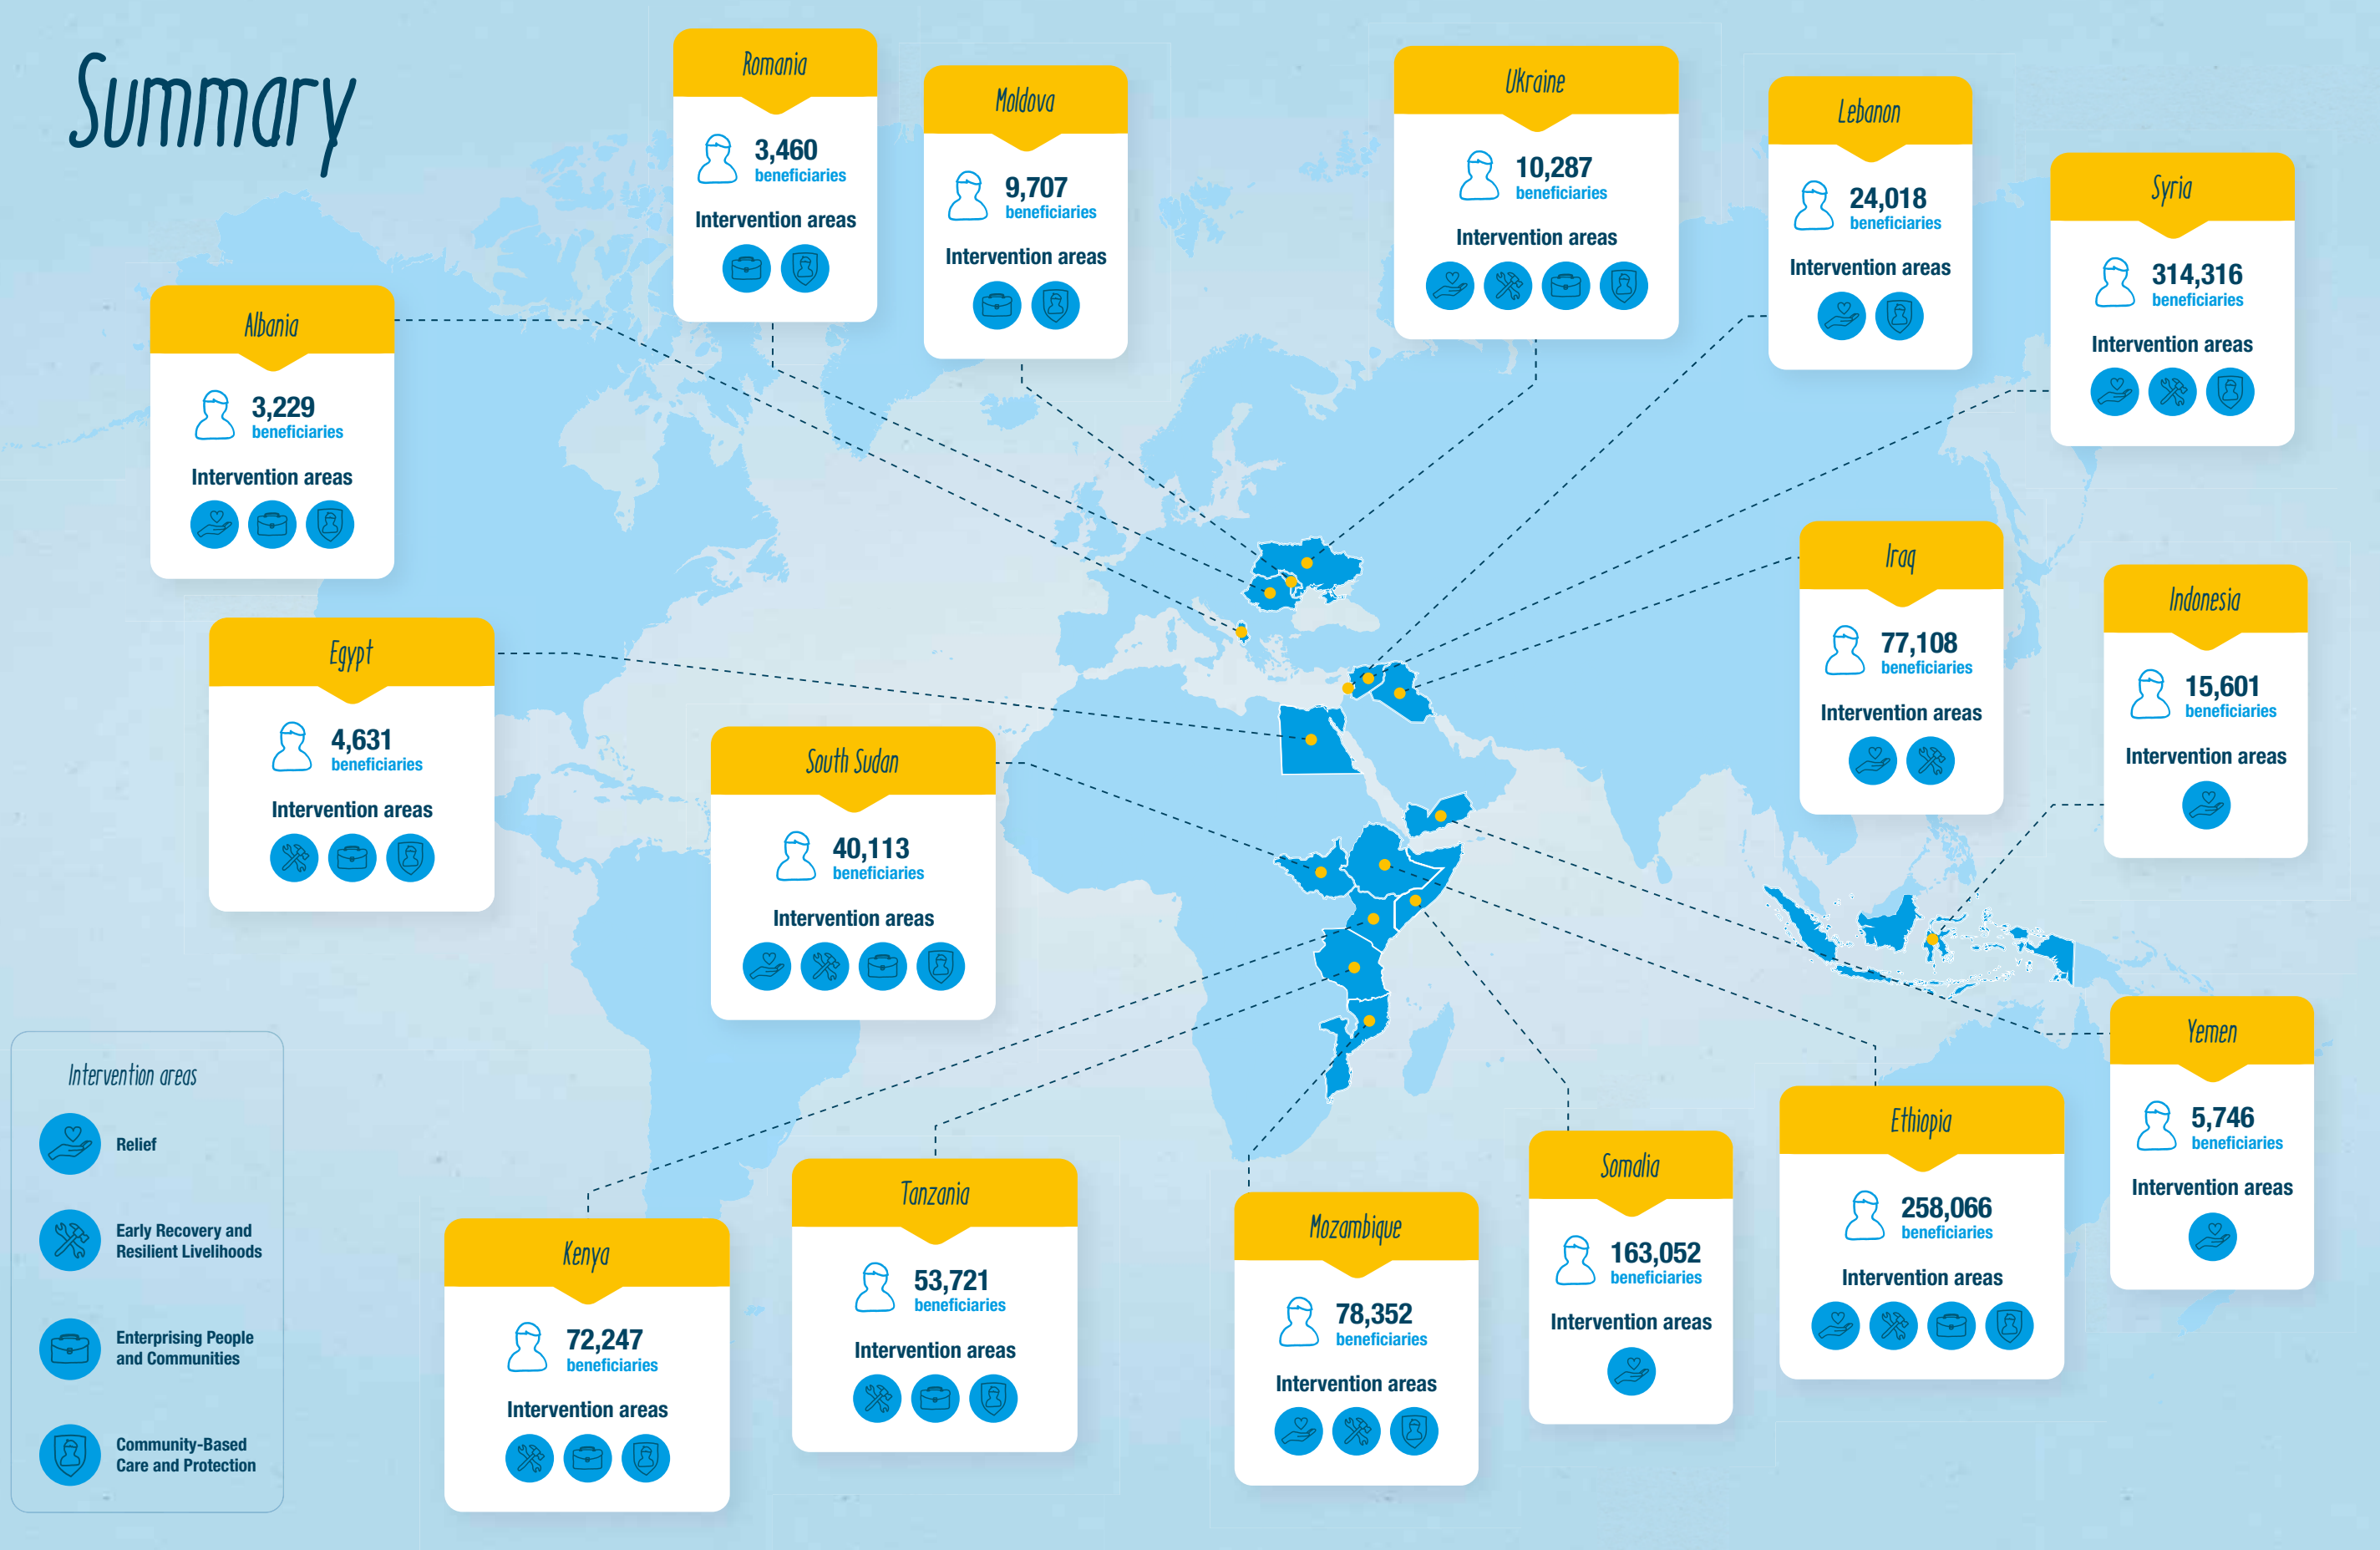 Summary
Romania
3,460
beneficiaries
Intervention areas
Moldova
9,707
beneficiaries
Intervention areas
Ukraine
10,287
beneficiaries
Intervention areas
Lebanon
24,018
beneficiaries
Intervention areas
Syria
314,316
beneficiaries
Intervention areas
Albania
3,229
beneficiaries
Intervention areas
Iraq
77,108
beneficiaries
Intervention areas
Indonesia
15,601
beneficiaries
Intervention areas
Egypt
4,631
beneficiaries
Intervention areas
South Sudan
40,113
beneficiaries
Intervention areas
Yemen
5,746
beneficiaries
Intervention areas
Ethiopia
258,066
beneficiaries
Intervention areas
Somalia
163,052
beneficiaries
Intervention areas
Mozambique
78,352
beneficiaries
Intervention areas
Tanzania
53,721
beneficiaries
Intervention areas
Kenya
72,247
beneficiaries
Intervention areas
Intervention areas
Relief
Early Recovery and
Resilient Livelihoods
Enterprising People
and Communities
Community-Based
Care and Protection